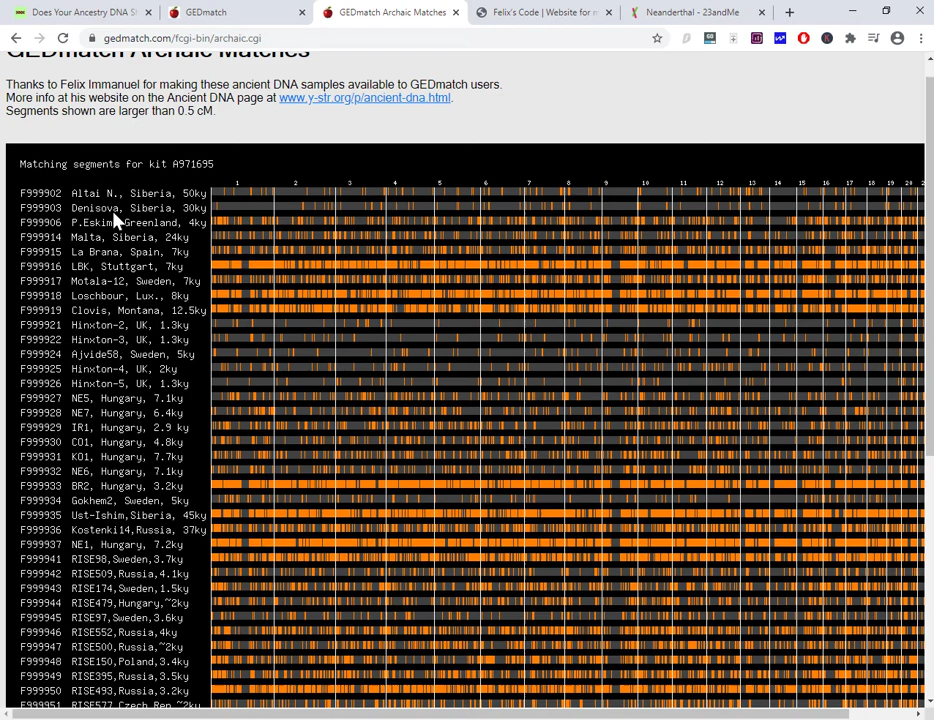 Does Your Ancestry DNA Sh
GEDmatch
GEDmatch Archaic Matches
Felix's Code | Website for m
Neanderthal - 23andMe
gedmatch.com/fcgi-bin/archaic.cgi
GEDmatch Archaic Matches
Thanks to Felix Immanuel for making these ancient DNA samples available to GEDmatch users.
More info at his website on the Ancient DNA page at www.y-str.org/p/ancient-dna.html.
Segments shown are larger than 0.5 cM.
Matching segments for kit A971695
1 2 3 4 5 6 7 8 9 10 11 12 13 14 15 16 17 18 19 20 2
F999902 Altai N., Siberia, 50ky
F999903 Denisova, Siberia, 30ky
F999906 P.Eskim Greenland, 4ky
F999914 Malta, Siberia, 24ky
F999915 La Brana, Spain, 7ky
F999916 LBK, Stuttgart, 7ky
F999917 Motala-12, Sweden, 7ky
F999918 Loschbour, Lux., 8ky
F999919 Clovis, Montana, 12.5ky
F999921 Hinxton-2, UK, 1.3ky
F999922 Hinxton-3, UK, 1.3ky
F999924 Ajvide58, Sweden, 5ky
F999925 Hinxton-4, UK, 2ky
F999926 Hinxton-5, UK, 1.3ky
F999927 NE5, Hungary, 7.1ky
F999928 NE7, Hungary, 6.4ky
F999929 IR1, Hungary, 2.9 ky
F999930 CO1, Hungary, 4.8ky
F999931 KO1, Hungary, 7.7ky
F999932 NE6, Hungary, 7.1ky
F999933 BR2, Hungary, 3.2ky
F999934 Gokhem2, Sweden, 5ky
F999935 Ust-Ishim, Siberia, 45ky
F999936 Kostenki14,Russia, 37ky
F999937 NE1, Hungary, 7.2ky
F999941 RISE98,Sweden,3.7ky
F999942 RISE509,Russia,4.1ky
F999943 RISE174,Sweden,1.5ky
F999944 RISE479,Hungary,~2ky
F999945 RISE97,Sweden,3.6ky
F999946 RISE552,Russia,4ky
F999947 RISE500,Russia,~2ky
F999948 RISE150,Poland,3.4ky
F999949 RISE395,Russia,3.5ky
F999950 RISE493,Russia,3.2ky
F999951 RISE577,Czech Rep,~2ky